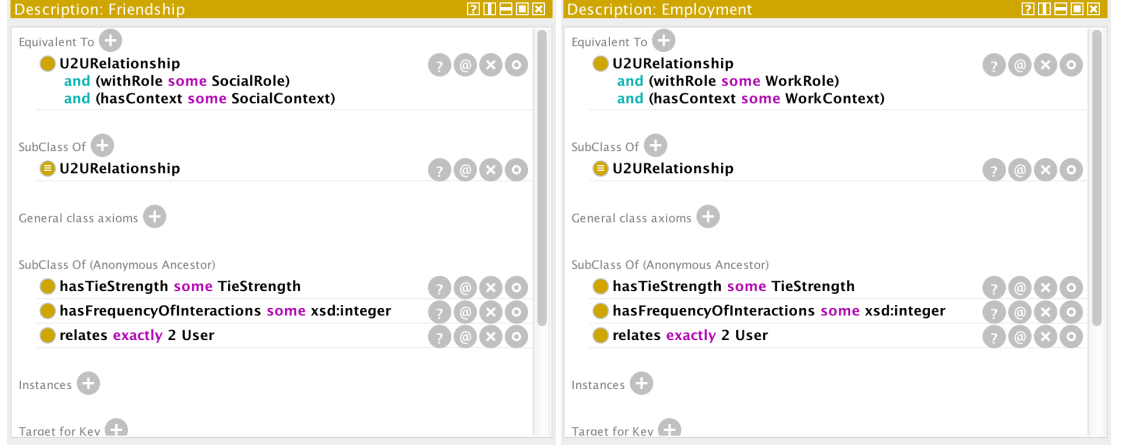 Description: Friendship
Equivalent To
U2URelationship
and (withRole some SocialRole)
and (hasContext some SocialContext)
SubClass Of
U2URelationship
General class axioms
SubClass Of (Anonymous Ancestor)
hasTieStrength some TieStrength
hasFrequencyOfInteractions some xsd:integer
relates exactly 2 User
Instances
Target for Key
Description: Employment
Equivalent To
U2URelationship
and (withRole some WorkRole)
and (hasContext some WorkContext)
SubClass Of
U2URelationship
General class axioms
SubClass Of (Anonymous Ancestor)
hasTieStrength some TieStrength
hasFrequencyOfInteractions some xsd:integer
relates exactly 2 User
Instances
Target for Key